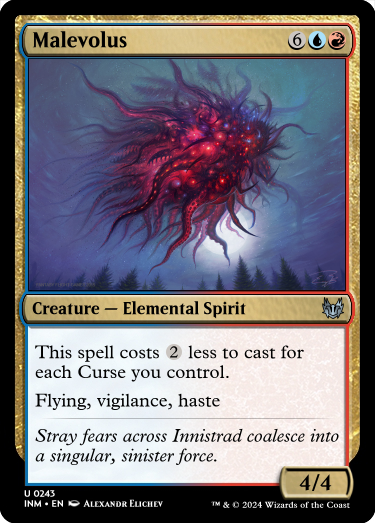 Malevolus 6
Creature — Elemental Spirit
This spell costs 2 less to cast for
each Curse you control.
Flying, vigilance, haste
Stray fears across Innistrad coalesce into
a singular, sinister force.
4/4
U 0243
INM • EN Alexandr Elichev
™ & © 2024 Wizards of the Coast